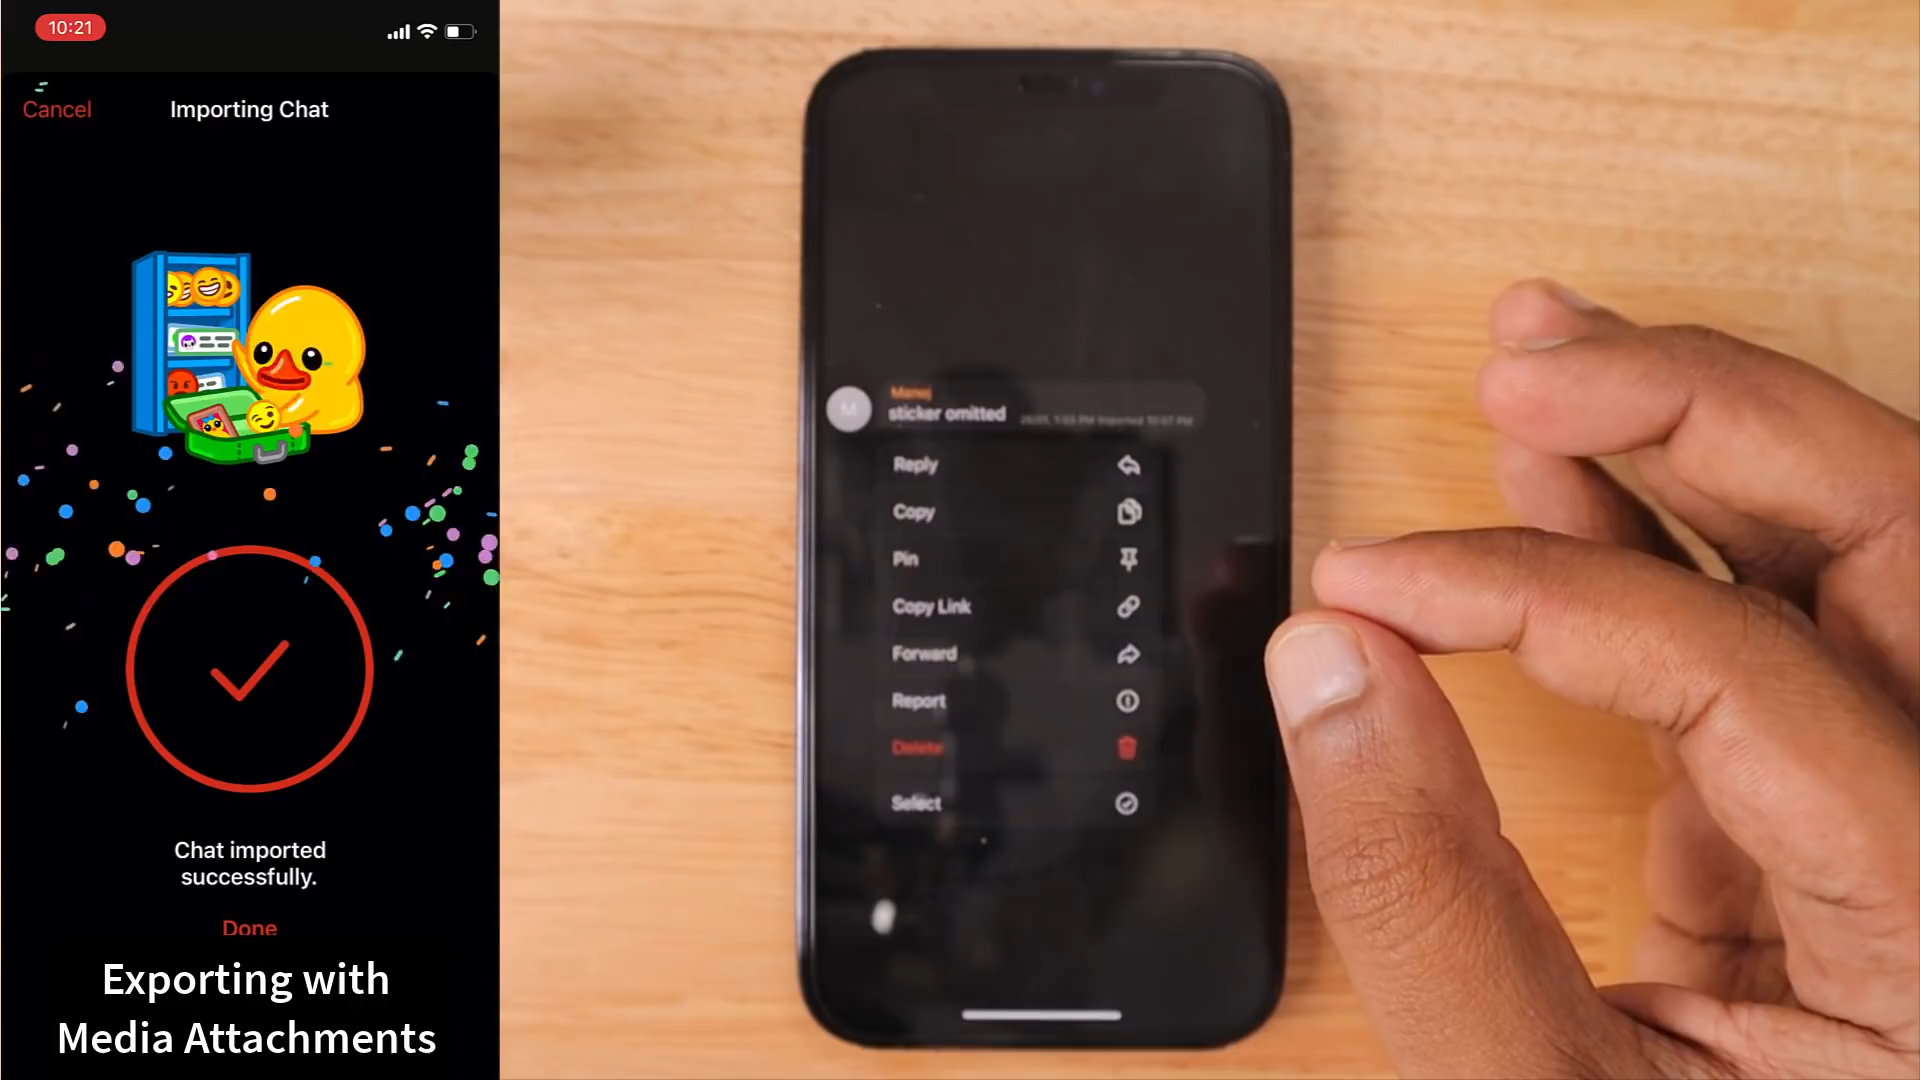 10:21
Cancel
Importing Chat
Chat imported
successfully.
Done
Exporting with
Media Attachments
M
Manoj
sticker omitted
Reply
Copy
Pin
Copy Link
Forward
Report
Delete
Select